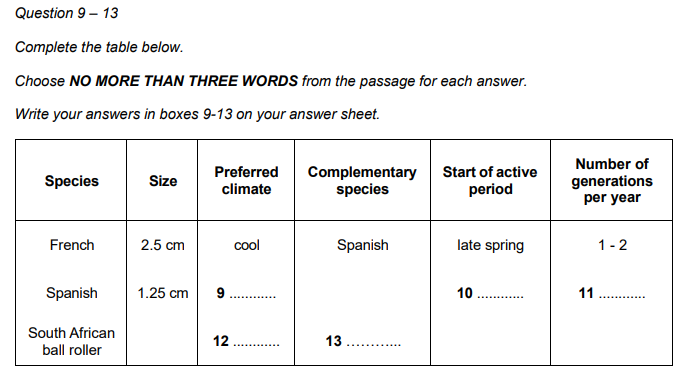 Question 9 – 13
Complete the table below.
Choose NO MORE THAN THREE WORDS from the passage for each answer.
Write your answers in boxes 9-13 on your answer sheet.
Species Size Preferred climate Complementary species Start of active period Number of generations per year
French 2.5 cm cool Spanish late spring 1 - 2
Spanish 1.25 cm 9 ............ 10 ............ 11 ............
South African ball roller 12 ............ 13 ............